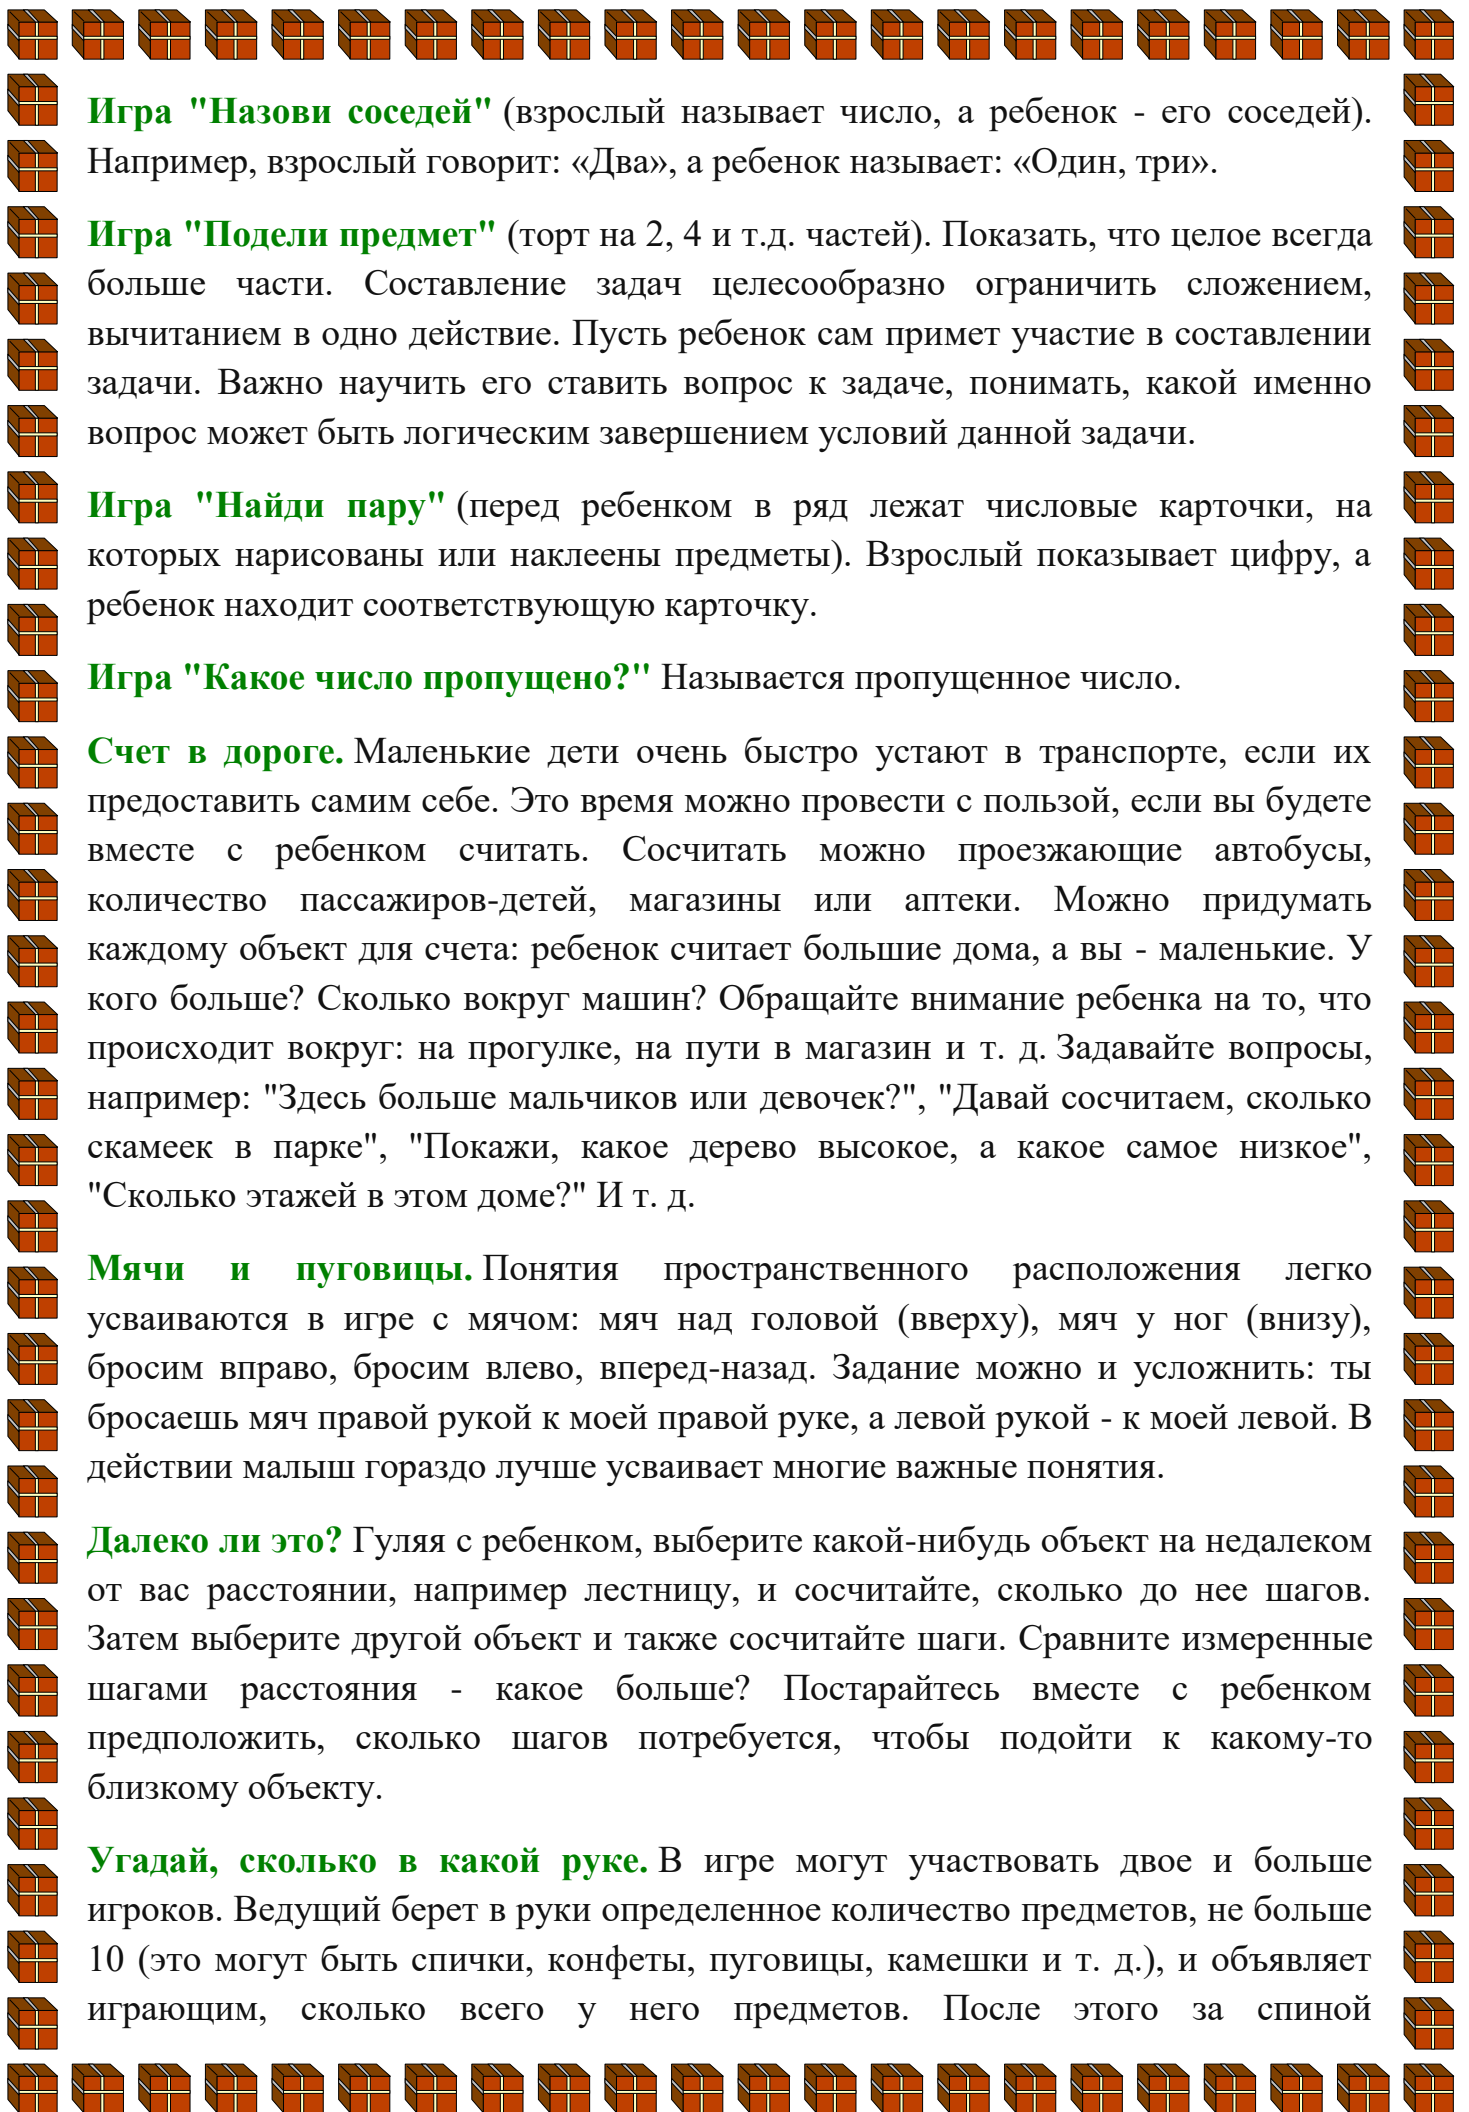 Игра "Назови соседей" (взрослый называет число, а ребенок - его соседей).
Например, взрослый говорит: «Два», а ребенок называет: «Один, три».
Игра "Подели предмет" (торт на 2, 4 и т.д. частей). Показать, что целое всегда
больше части. Составление задач целесообразно ограничить сложением,
вычитанием в одно действие. Пусть ребенок сам примет участие в составлении
задачи. Важно научить его ставить вопрос к задаче, понимать, какой именно
вопрос может быть логическим завершением условий данной задачи.
Игра "Найди пару" (перед ребенком в ряд лежат числовые карточки, на
которых нарисованы или наклеены предметы). Взрослый показывает цифру, а
ребенок находит соответствующую карточку.
Игра "Какое число пропущено?" Называется пропущенное число.
Счет в дороге. Маленькие дети очень быстро устают в транспорте, если их
предоставить самим себе. Это время можно провести с пользой, если вы будете
вместе с ребенком считать. Сосчитать можно проезжающие автобусы,
количество пассажиров-детей, магазины или аптеки. Можно придумать
каждому объект для счета: ребенок считает большие дома, а вы - маленькие. У
кого больше? Сколько вокруг машин? Обращайте внимание ребенка на то, что
происходит вокруг: на прогулке, на пути в магазин и т. д. Задавайте вопросы,
например: "Здесь больше мальчиков или девочек?", "Давай сосчитаем, сколько
скамеек в парке", "Покажи, какое дерево высокое, а какое самое низкое",
"Сколько этажей в этом доме?" И т. д.
Мячи и пуговицы. Понятия пространственного расположения легко
усваиваются в игре с мячом: мяч над головой (вверху), мяч у ног (внизу),
бросим вправо, бросим влево, вперед-назад. Задание можно и усложнить: ты
бросаешь мяч правой рукой к моей правой руке, а левой рукой - к моей левой. В
действии малыш гораздо лучше усваивает многие важные понятия.
Далеко ли это? Гуляя с ребенком, выберите какой-нибудь объект на недалеком
от вас расстоянии, например лестницу, и сосчитайте, сколько до нее шагов.
Затем выберите другой объект и также сосчитайте шаги. Сравните измеренные
шагами расстояния - какое больше? Постарайтесь вместе с ребенком
предположить, сколько шагов потребуется, чтобы подойти к какому-то
близкому объекту.
Угадай, сколько в какой руке. В игре могут участвовать двое и больше
игроков. Ведущий берет в руки определенное количество предметов, не больше
10 (это могут быть спички, конфеты, пуговицы, камешки и т. д.), и объявляет
играющим, сколько всего у него предметов. После этого за спиной